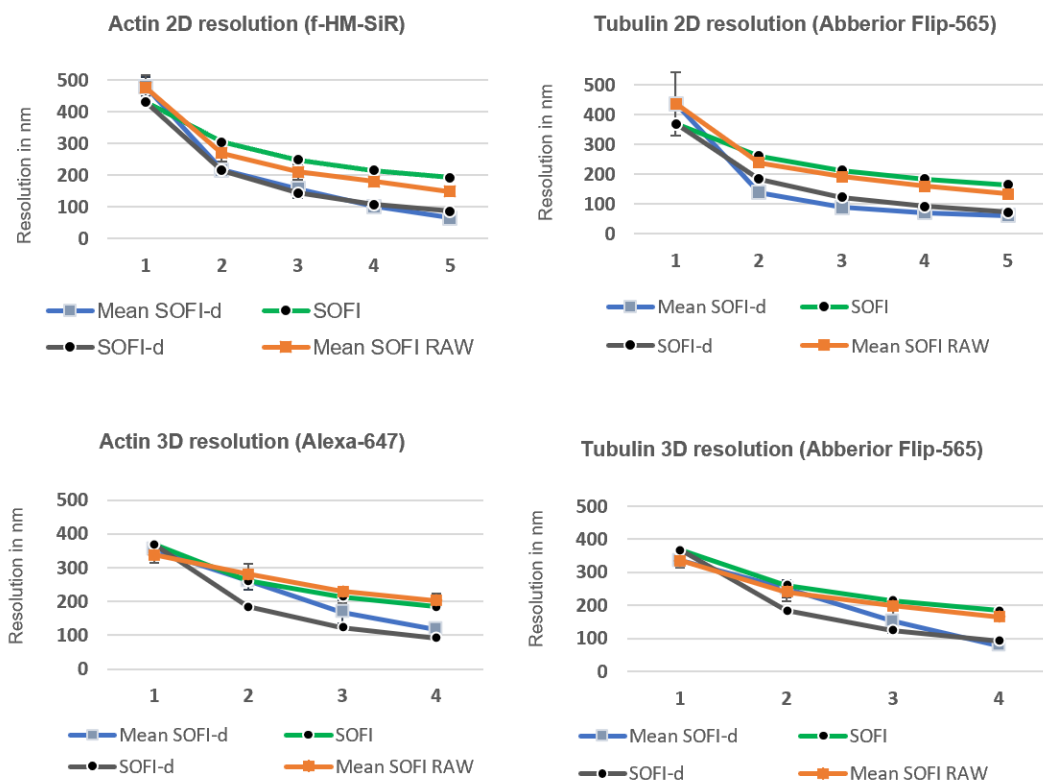 Actin 2D resolution (f-HM-SiR)
Resolution in nm
500
400
300
200
100
0
1 2 3 4 5
Mean SOFI-d SOFI
SOFI-d Mean SOFI RAW
Tubulin 2D resolution (Abberior Flip-565)
Resolution in nm
500
400
300
200
100
0
1 2 3 4 5
Mean SOFI-d SOFI
SOFI-d Mean SOFI RAW
Actin 3D resolution (Alexa-647)
Resolution in nm
500
400
300
200
100
0
1 2 3 4
Mean SOFI-d SOFI
SOFI-d Mean SOFI RAW
Tubulin 3D resolution (Abberior Flip-565)
Resolution in nm
500
400
300
200
100
0
1 2 3 4
Mean SOFI-d SOFI
SOFI-d Mean SOFI RAW